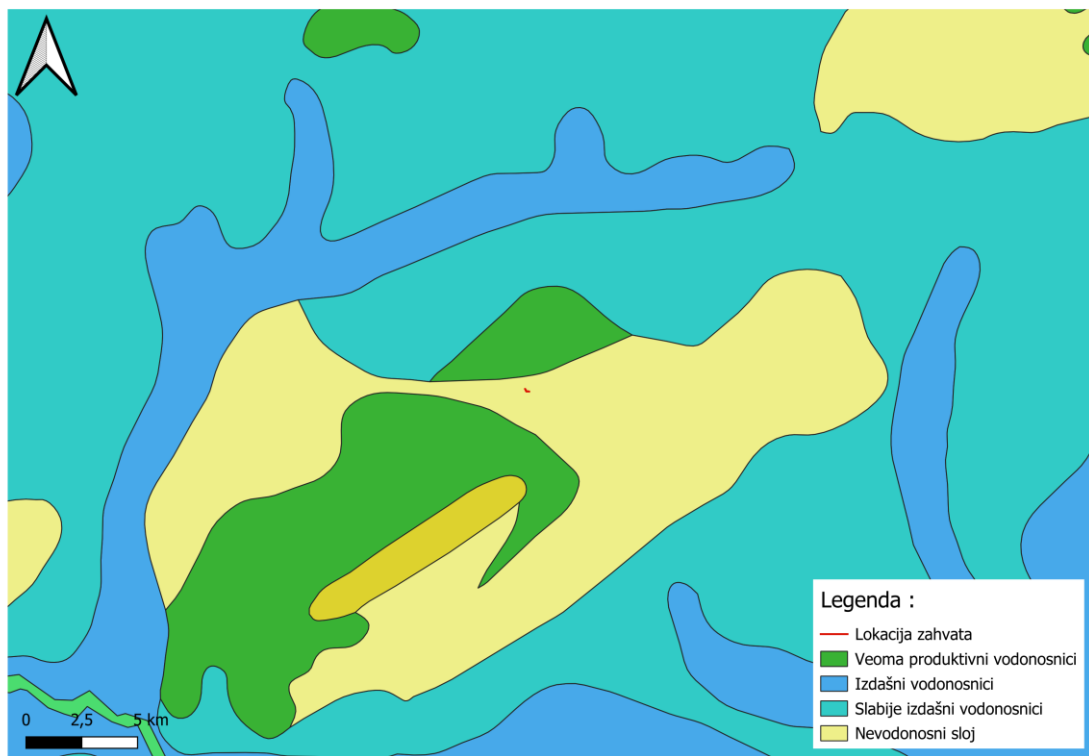 Legenda :
Lokacija zahvata
Veoma produktivni vodonosnici
Izdašni vodonosnici
Slabije izdašni vodonosnici
Nevodonosni sloj
0 2,5 5 km